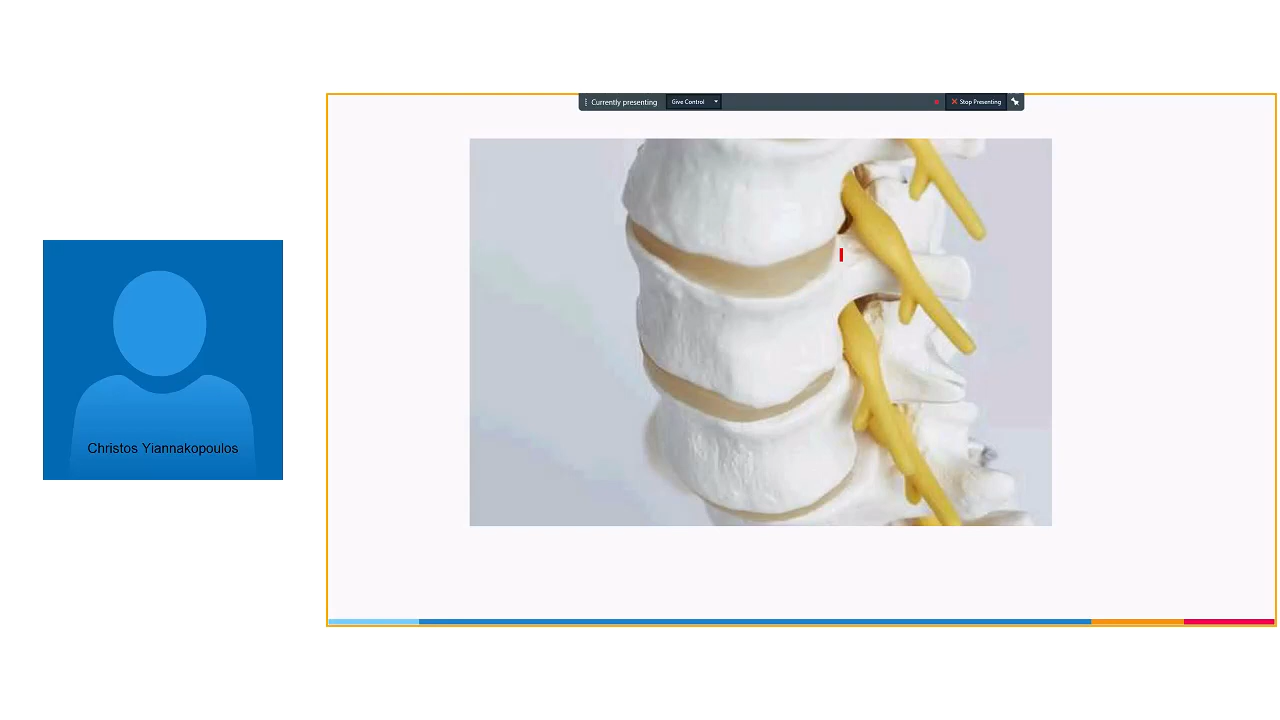 Currently presenting
Give Control
Stop Presenting
Christos Yiannakopoulos